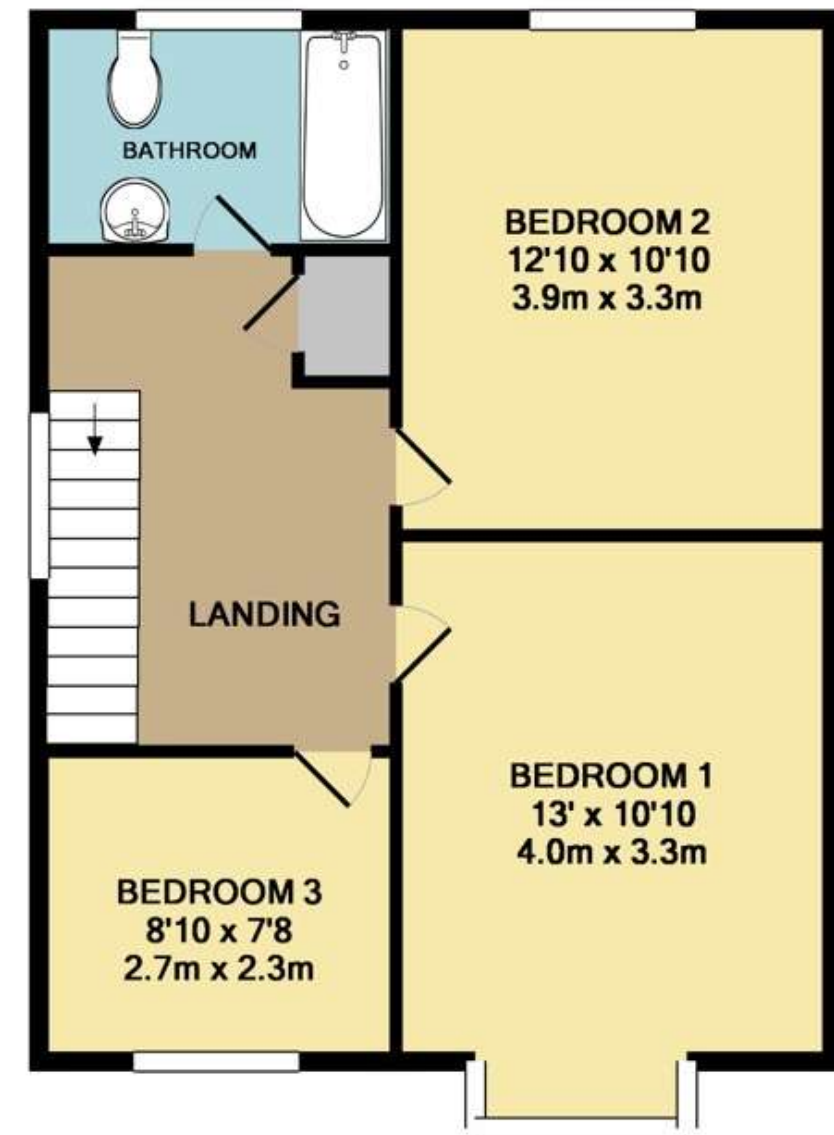 BATHROOM
BEDROOM 2
12'10 x 10'10
3.9m x 3.3m
LANDING
BEDROOM 1
13' x 10'10
4.0m x 3.3m
BEDROOM 3
8'10 x 7'8
2.7m x 2.3m